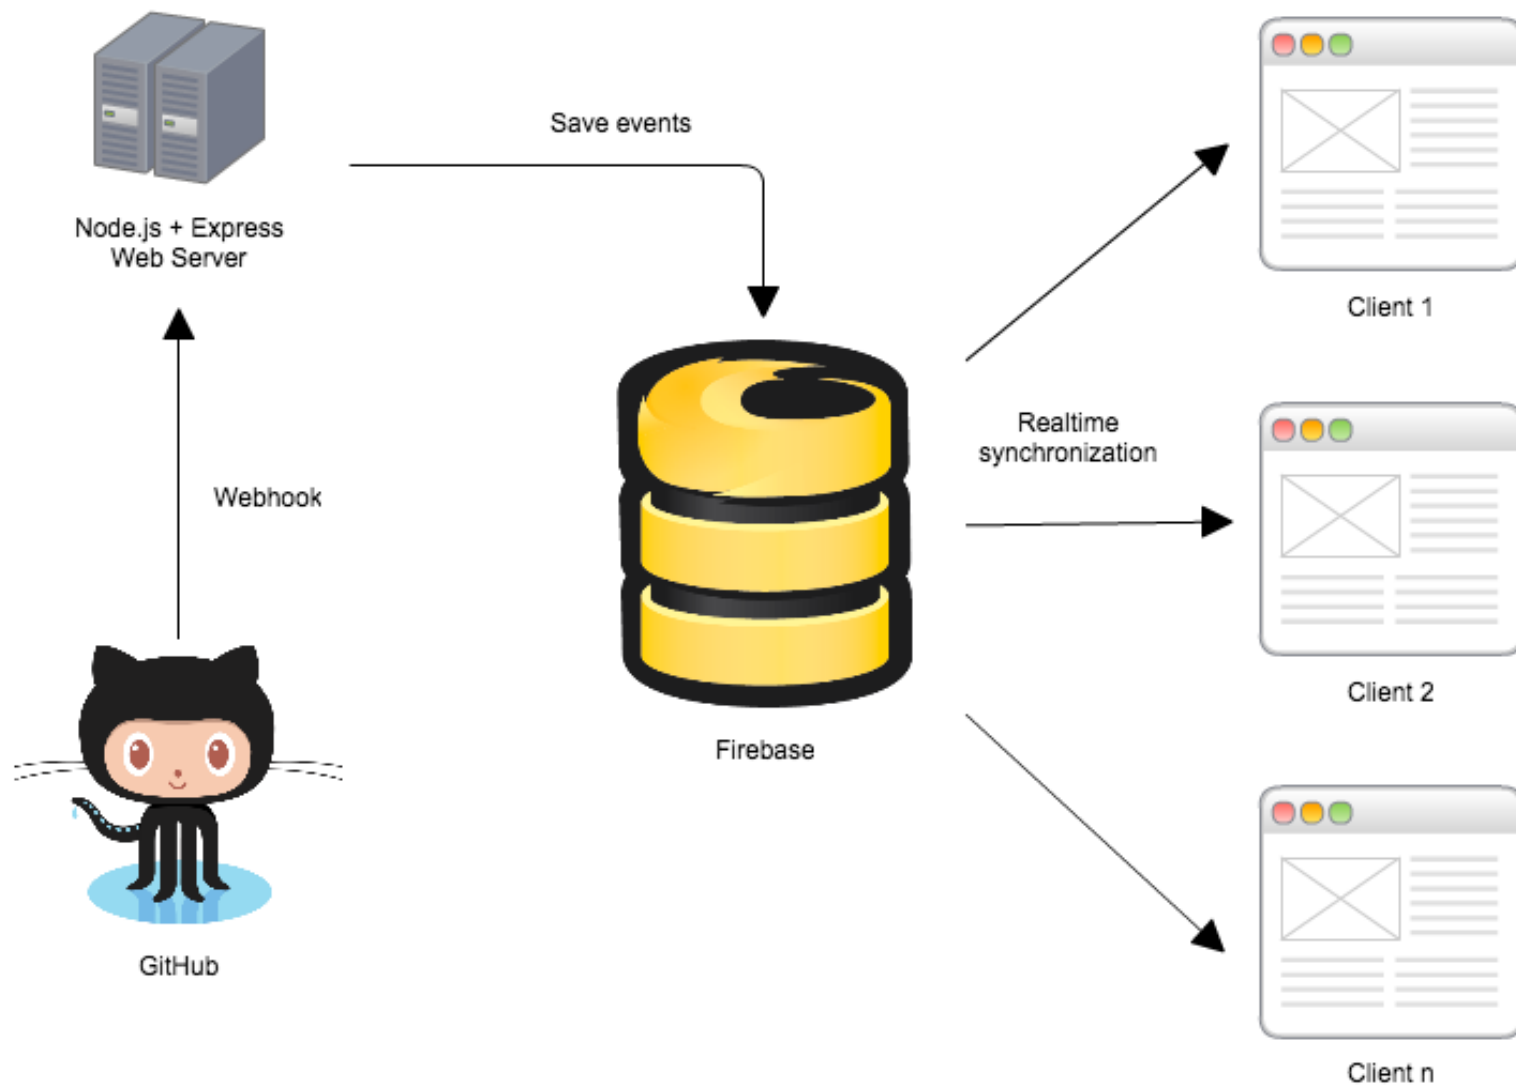 Node.js + Express
Web Server
Save events
Webhook
GitHub
Firebase
Realtime
synchronization
Client 1
Client 2
Client n